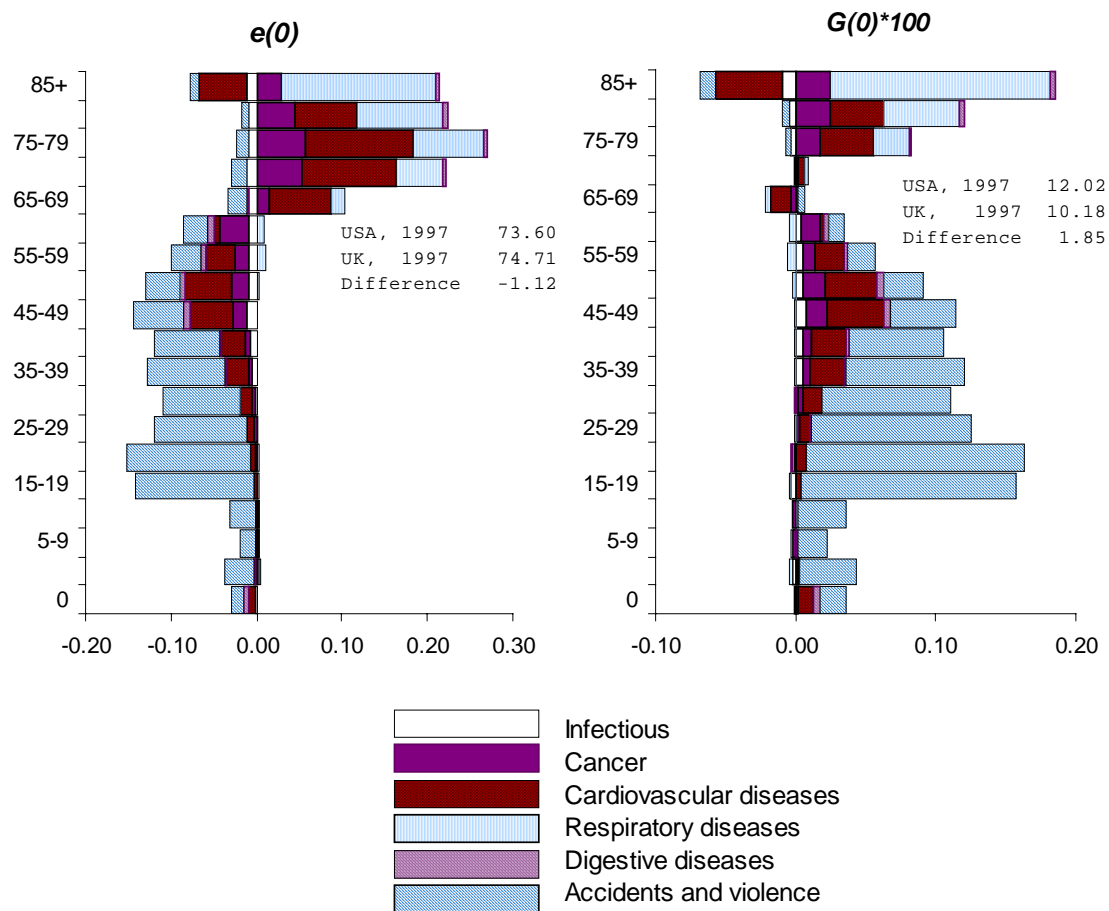 e(0)
85+
75-79
65-69
55-59
45-49
35-39
25-29
15-19
5-9
0
-0.20 -0.10 0.00 0.10 0.20 0.30
USA, 1997 73.60
UK, 1997 74.71
Difference -1.12
G(0)*100
85+
75-79
65-69
55-59
45-49
35-39
25-29
15-19
5-9
0
-0.10 0.00 0.10 0.20
USA, 1997 12.02
UK, 1997 10.18
Difference 1.85
Infectious
Cancer
Cardiovascular diseases
Respiratory diseases
Digestive diseases
Accidents and violence